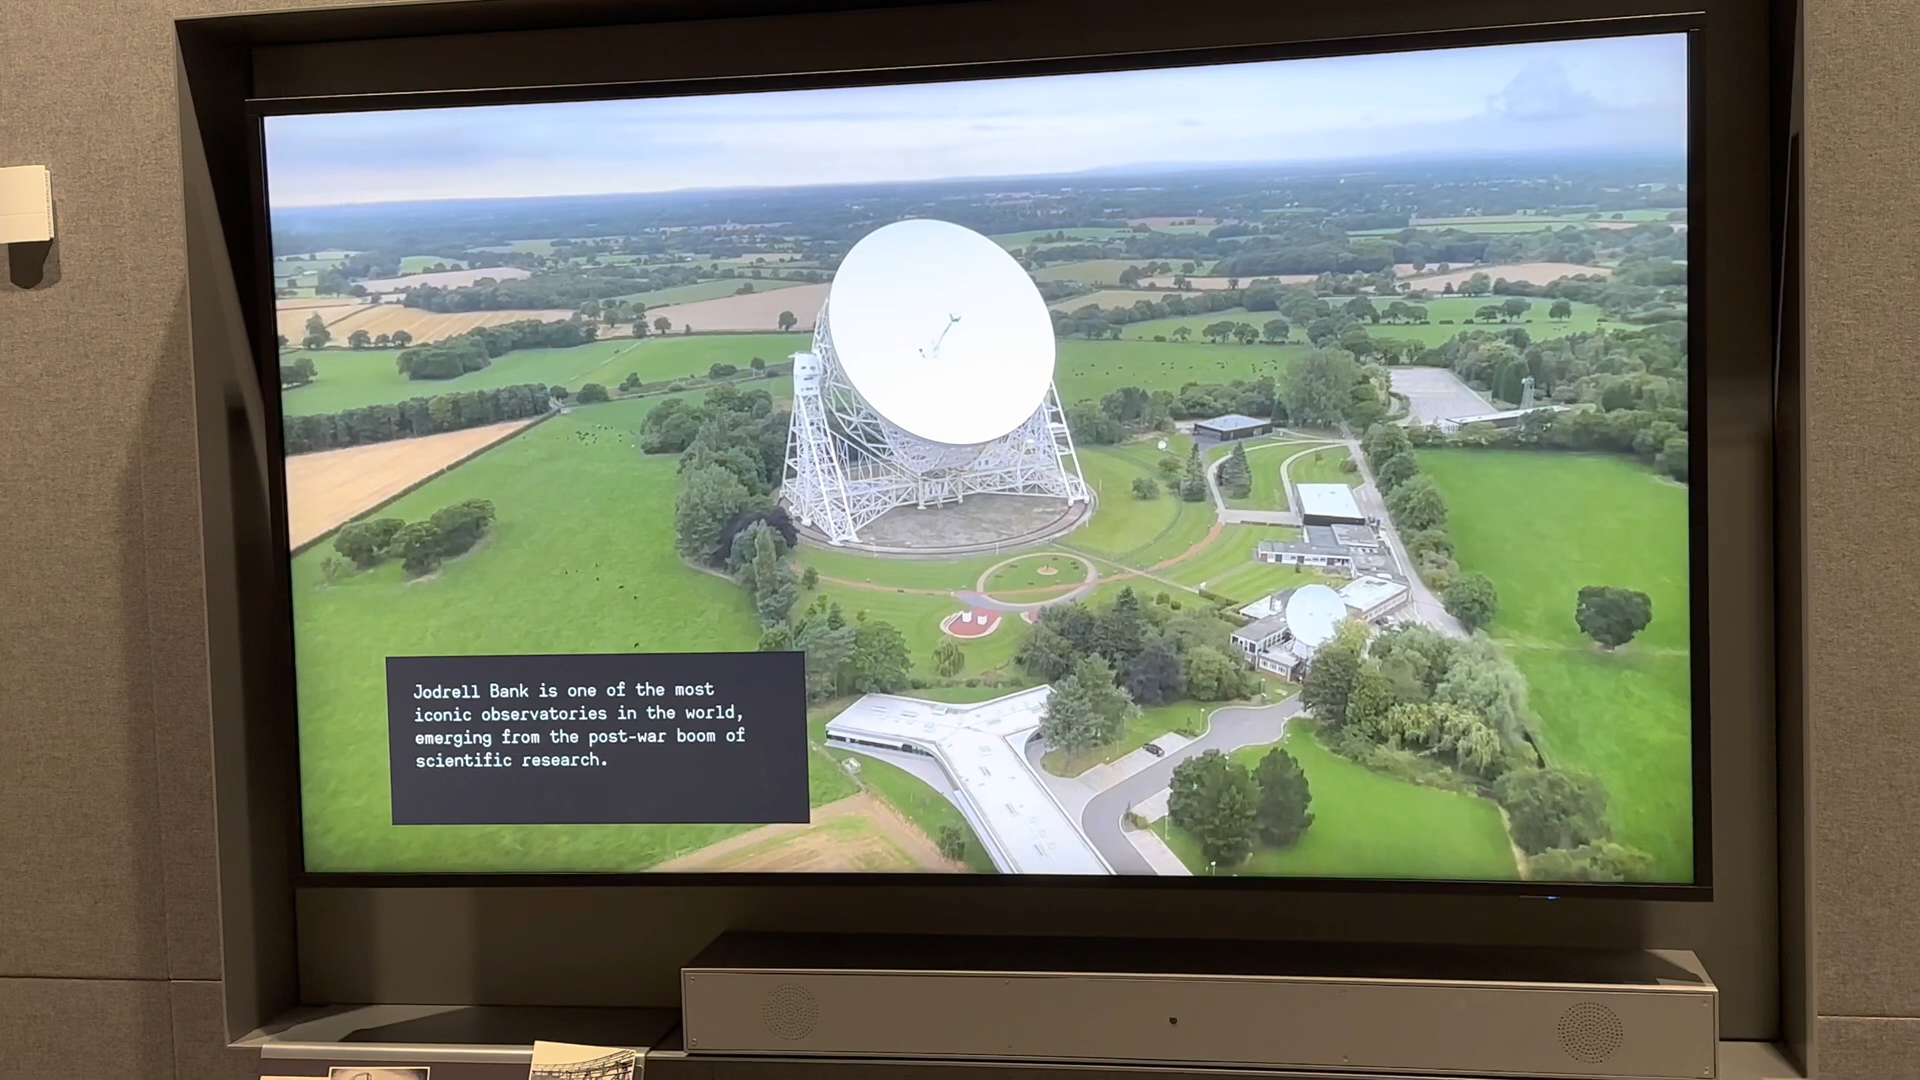 Jodrell Bank is one of the most
iconic observatories in the world,
emerging from the post-war boom of
scientific research.